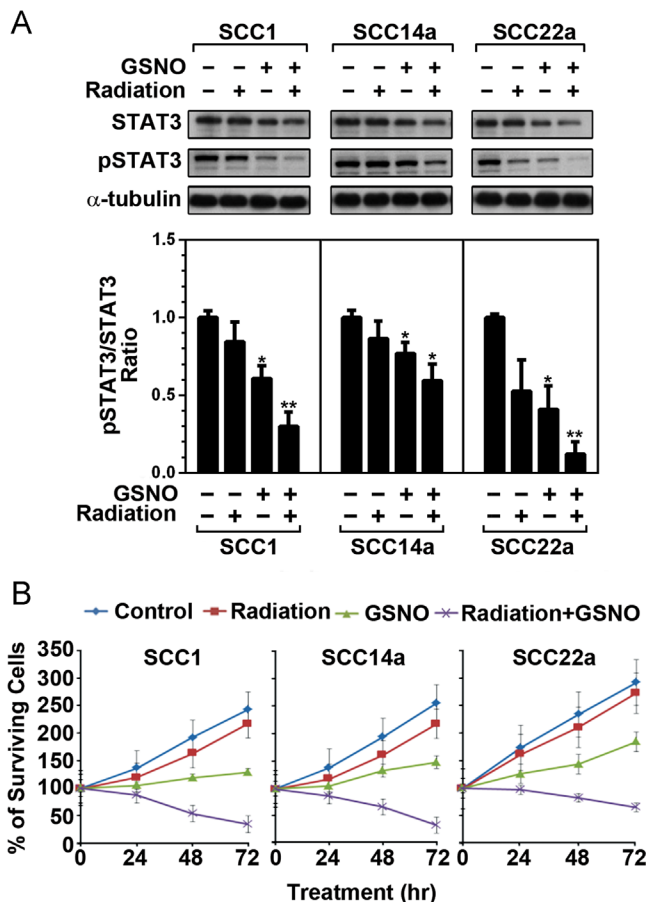 A
SCC1 SCC14a SCC22a
GSNO − − + + − − + + − − + +
Radiation − + − + − + − + − + − +
STAT3
pSTAT3
α-tubulin
pSTAT3/STAT3
Ratio
1.5
1.0
0.5
0.0
* ** * * * **
GSNO − − + + − − + + − − + +
Radiation − + − + − + − + − + − +
SCC1 SCC14a SCC22a
B
Control Radiation GSNO Radiation+GSNO
% of Surviving Cells
SCC1 SCC14a SCC22a
350
300
250
200
150
100
50
0
0 24 48 72 0 24 48 72 0 24 48 72
Treatment (hr)